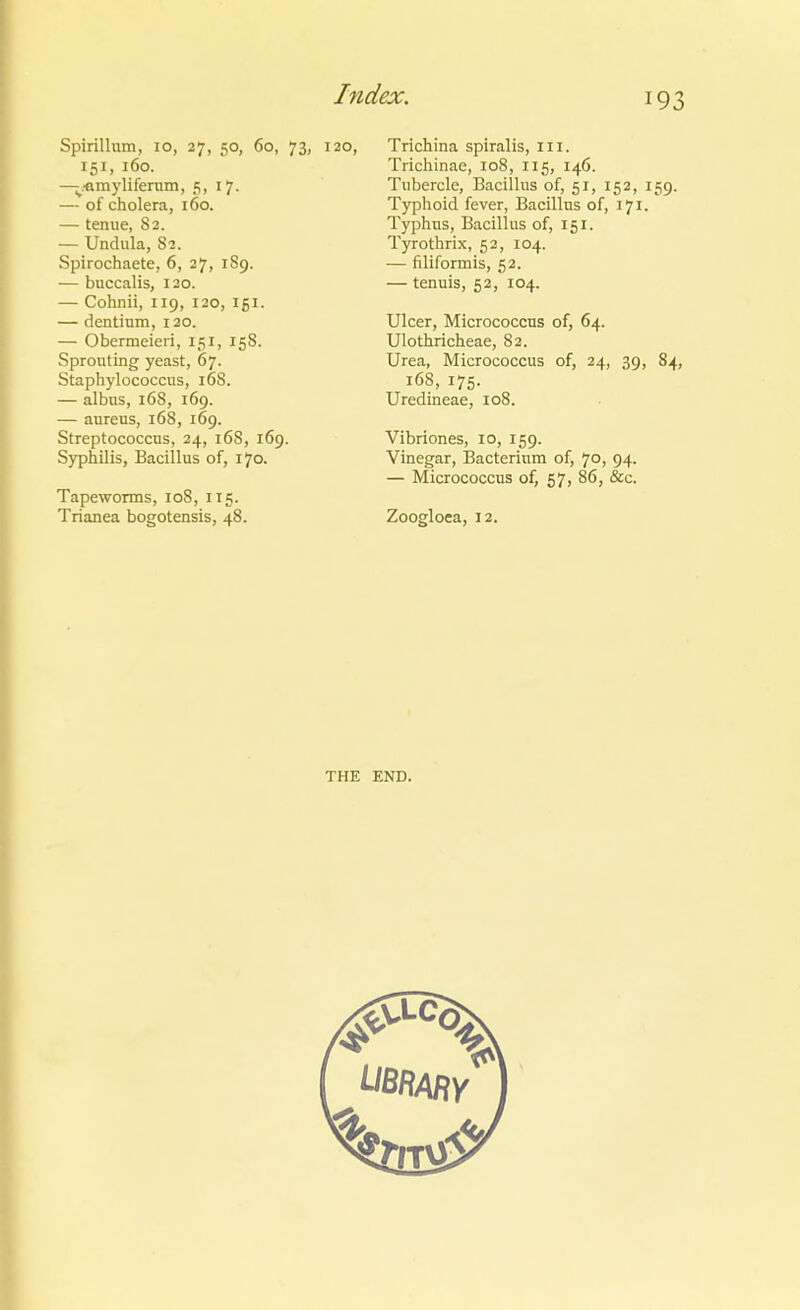 Index.
193
Spirillum, 10, 27, 50, 60, 73, 120,
151, 160.
— amyliferum, 5, 17.
— of cholera, 160.
— tenue, 82.
— Undula, 82.
Spirochaete, 6, 27, 189.
— buccalis, 120.
— Cohnii, 119, 120, 151.
— dentium, 120.
— Obermeieri, 151, 158.
Sprouting yeast, 67.
Staphylococcus, 168.
— albus, 168, 169.
— aureus, 168, 169.
Streptococcus, 24, 168, 169.
Syphilis, Bacillus of, 170.
Tapeworms, 108, 115.
Trianea bogotensis, 48.
Trichina spiralis, 111.
Trichinae, 108, 115, 146.
Tubercle, Bacillus of, 51, 152, 159.
Typhoid fever, Bacillus of, 171.
Typhus, Bacillus of, 151.
Tyrothrix, 52, 104.
— filiformis, 52.
— tenuis, 52, 104.
Ulcer, Micrococcus of, 64.
Ulothricheae, 82.
Urea, Micrococcus of, 24, 39, 84,
168, 175.
Uredineae, 108.
Vibriones, 10, 159.
Vinegar, Bacterium of, 70, 94.
— Micrococcus of, 57, 86, &c.
Zoogloea, 12.
THE END.
WELLCOME
LIBRARY
INSTITUTE